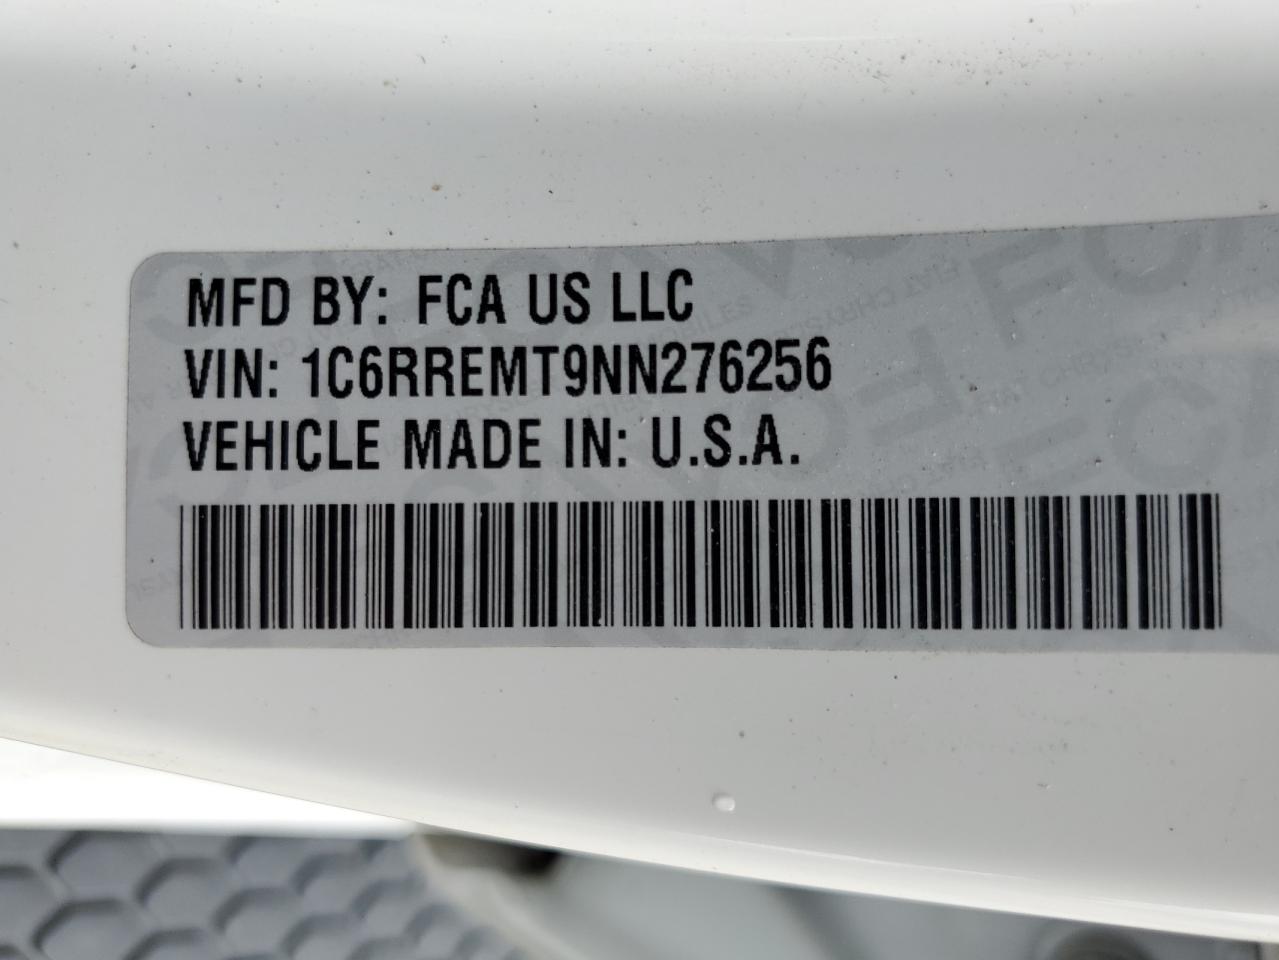 MFD BY: FCA US LLC
VIN: 1C6RREMT9NN276256
VEHICLE MADE IN: U.S.A.